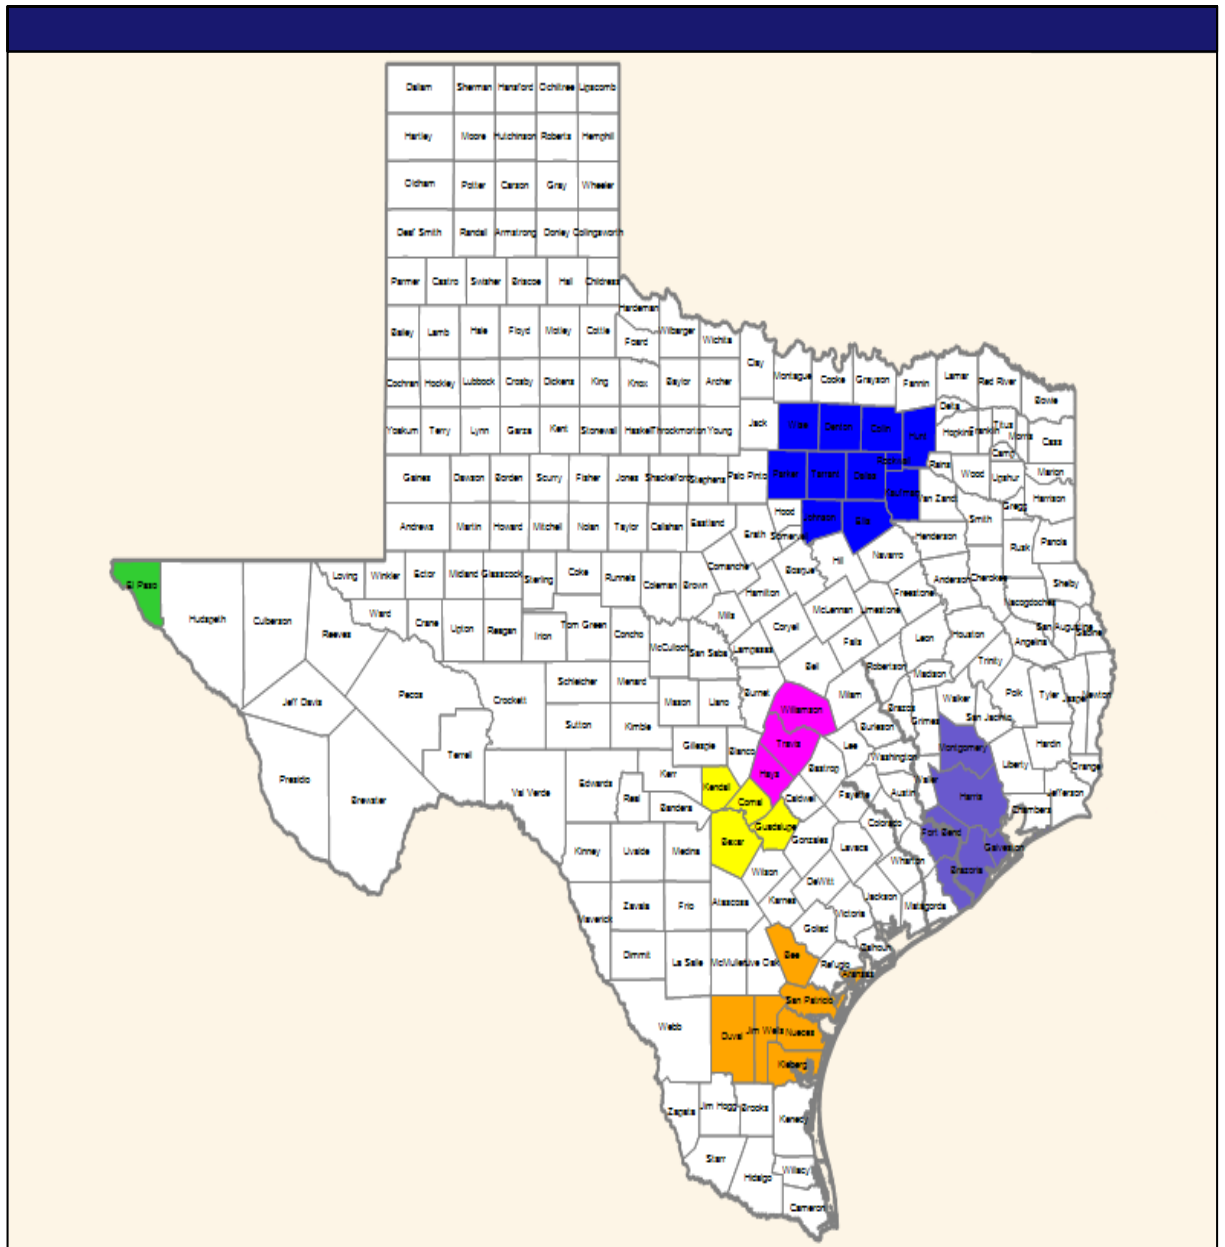 Dallam Sherman Hansford Ochiltree Lipscomb
Hartley Moore Hutchinson Roberts Hemphill
Oldham Potter Carson Gray Wheeler
Deaf Smith Randall Armstrong Donley Collingsworth
Parmer Castro Swisher Briscoe Hall Childress
Hardeman
Bailey Lamb Hale Floyd Motley Cottle Foard Wilbarger Wichita
Clay Montague Cooke Grayson Fannin Lamar Red River Bowie
Cochran Hockley Lubbock Crosby Dickens King Knox Baylor Archer
Yoakum Terry Lynn Garza Kent Stonewall Haskell Throckmorton Young Jack Wise Denton Collin Hunt Delta Hopkins Franklin Titus Morris Cass
Camp
Gaines Dawson Borden Scurry Fisher Jones Shackelford Stephens Palo Pinto Parker Tarrant Dallas Rockwall Kaufman Rains Wood Upshur Marion
Van Zand Gregg Harrison
Andrews Martin Howard Mitchell Nolan Taylor Callahan Eastland Erath Hood Somervell Johnson Ellis Henderson Smith Rusk Panola
El Paso Hudspeth Culberson Reeves Loving Winkler Ector Midland Glasscock Sterling Coke Runnels Coleman Brown Comanche Bosque Hill Navarro Anderson Cherokee Shelby
Ward Crane Upton Reagan Irion Tom Green Concho McCulloch San Saba Mills Hamilton Coryell McLennan Limestone Freestone Nacogdoches San Augustine Sabine
Lampasas Bell Falls Robertson Leon Houston Angelina
Jeff Davis Pecos Crockett Schleicher Menard Mason Llano Burnet Milam Madison Trinity Polk Tyler Jasper Newton
Sutton Kimble Williamson Brazos Grimes Walker San Jacinto
Terrell Gillespie Blanco Travis Lee Burleson Washington Montgomery Liberty Hardin Orange
Presidio Brewster Val Verde Edwards Real Kerr Bandera Kendall Comal Hays Bastrop Caldwell Fayette Austin Waller Harris Chambers Jefferson
Kinney Uvalde Medina Bexar Guadalupe Gonzales Lavaca Colorado Wharton Fort Bend Brazoria Galveston
Maverick Zavala Frio Atascosa Wilson Karnes DeWitt Victoria Jackson Matagorda
Goliad Calhoun
Dimmit La Salle McMullen Live Oak Bee Refugio Aransas
San Patricio
Webb Duval Jim Wells Nueces
Kleberg
Zapata Jim Hogg Brooks Kenedy
Starr Hidalgo Willacy
Cameron